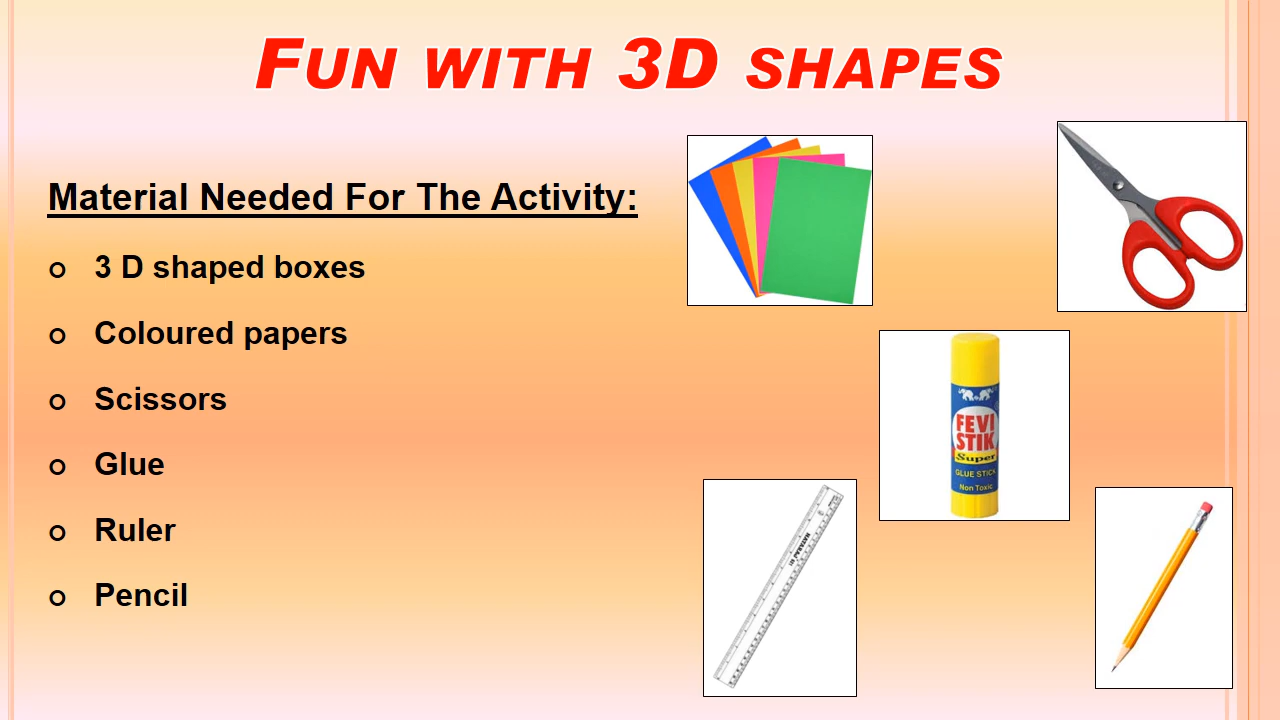 FUN WITH 3D SHAPES
Material Needed For The Activity:
3 D shaped boxes
Coloured papers
Scissors
Glue
Ruler
Pencil
FEVI
STIK
Super
GLUE STICK
Non Toxic